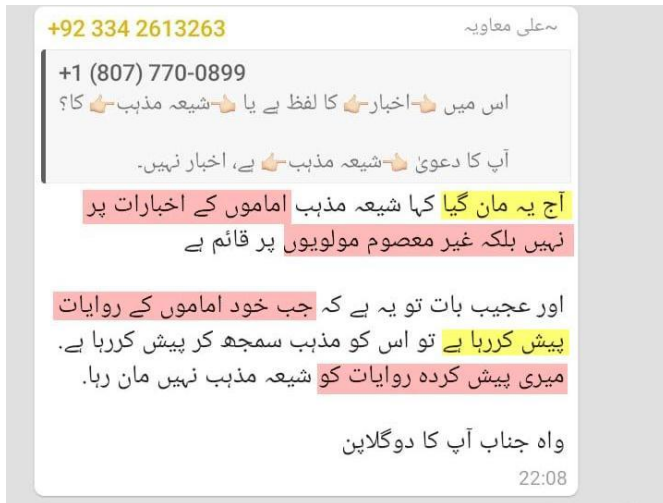 +92 334 2613263
~علی معاویہ
+1 (807) 770-0899
اس میں 👈🏻اخبار👉🏻 کا لفظ ہے یا 👈🏻شیعہ مذہب👉🏻 کا؟
آپ کا دعویٰ 👈🏻شیعہ مذہب👉🏻 ہے، اخبار نہیں۔
آج یہ مان گیا کہا شیعہ مذہب اماموں کے اخبارات پر
نہیں بلکہ غیر معصوم مولویوں پر قائم ہے
اور عجیب بات تو یہ ہے کہ جب خود اماموں کے روایات
پیش کررہا ہے تو اس کو مذہب سمجھ کر پیش کررہا ہے.
میری پیش کردہ روایات کو شیعہ مذہب نہیں مان رہا.
واہ جناب آپ کا دوگلاپن
22:08